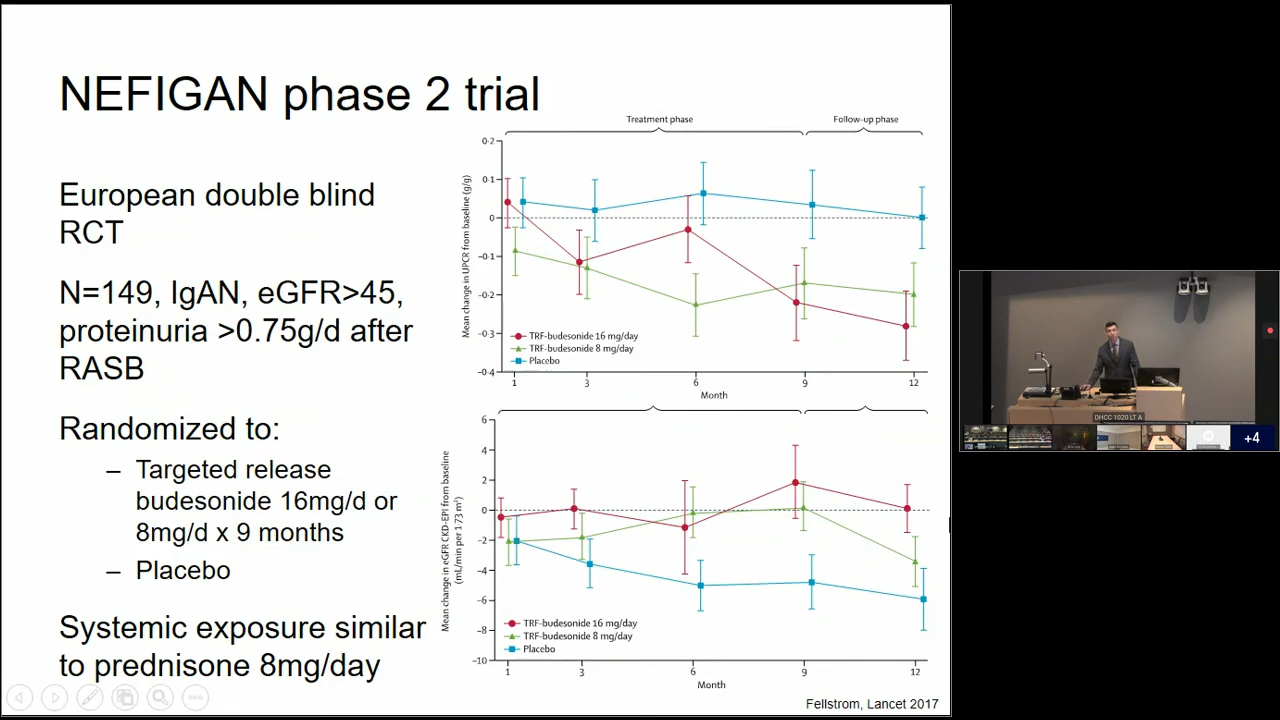 NEFIGAN phase 2 trial
European double blind
RCT
N=149, IgAN, eGFR>45,
proteinuria >0.75g/d after
RASB
Randomized to:
– Targeted release
budesonide 16mg/d or
8mg/d x 9 months
– Placebo
Systemic exposure similar
to prednisone 8mg/day
Treatment phase
Follow-up phase
Mean change in UPCR from baseline (g/g)
0·2
0·1
0
–0·1
–0·2
–0·3
–0·4
TRF-budesonide 16 mg/day
TRF-budesonide 8 mg/day
Placebo
1
3
6
9
12
Month
Mean change in eGFR CKD-EPI from baseline
(mL/min per 1·73 m²)
6
4
2
0
–2
–4
–6
–8
–10
TRF-budesonide 16 mg/day
TRF-budesonide 8 mg/day
Placebo
1
3
6
9
12
Month
Fellstrom, Lancet 2017
DHCC 1020 LT A
+4